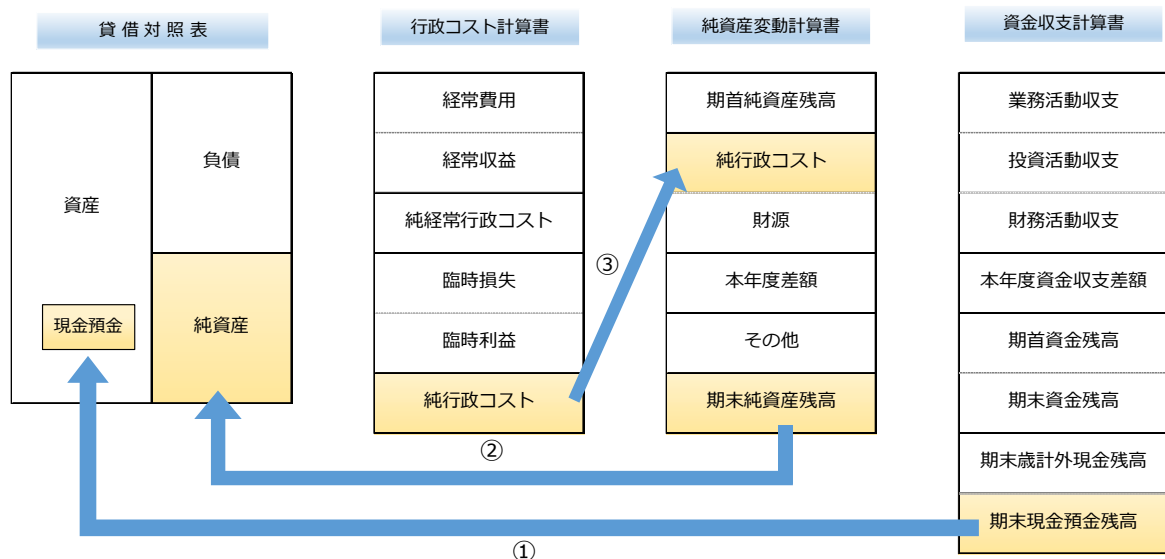 貸借対照表
行政コスト計算書
純資産変動計算書
資金収支計算書
資産
現金預金
負債
純資産
経常費用
経常収益
純経常行政コスト
臨時損失
臨時利益
純行政コスト
期首純資産残高
純行政コスト
財源
本年度差額
その他
期末純資産残高
業務活動収支
投資活動収支
財務活動収支
本年度資金収支差額
期首資金残高
期末資金残高
期末歳計外現金残高
期末現金預金残高
③
②
①